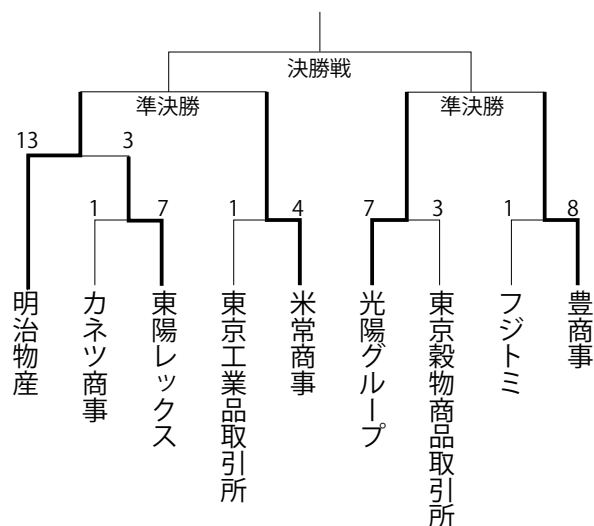 決勝戦
準決勝
準決勝
13
3
1
7
1
4
7
3
1
8
明治物産
カネツ商事
東陽レックス
東京工業品取引所
米常商事
光陽グループ
東京穀物商品取引所
フジトミ
豊商事